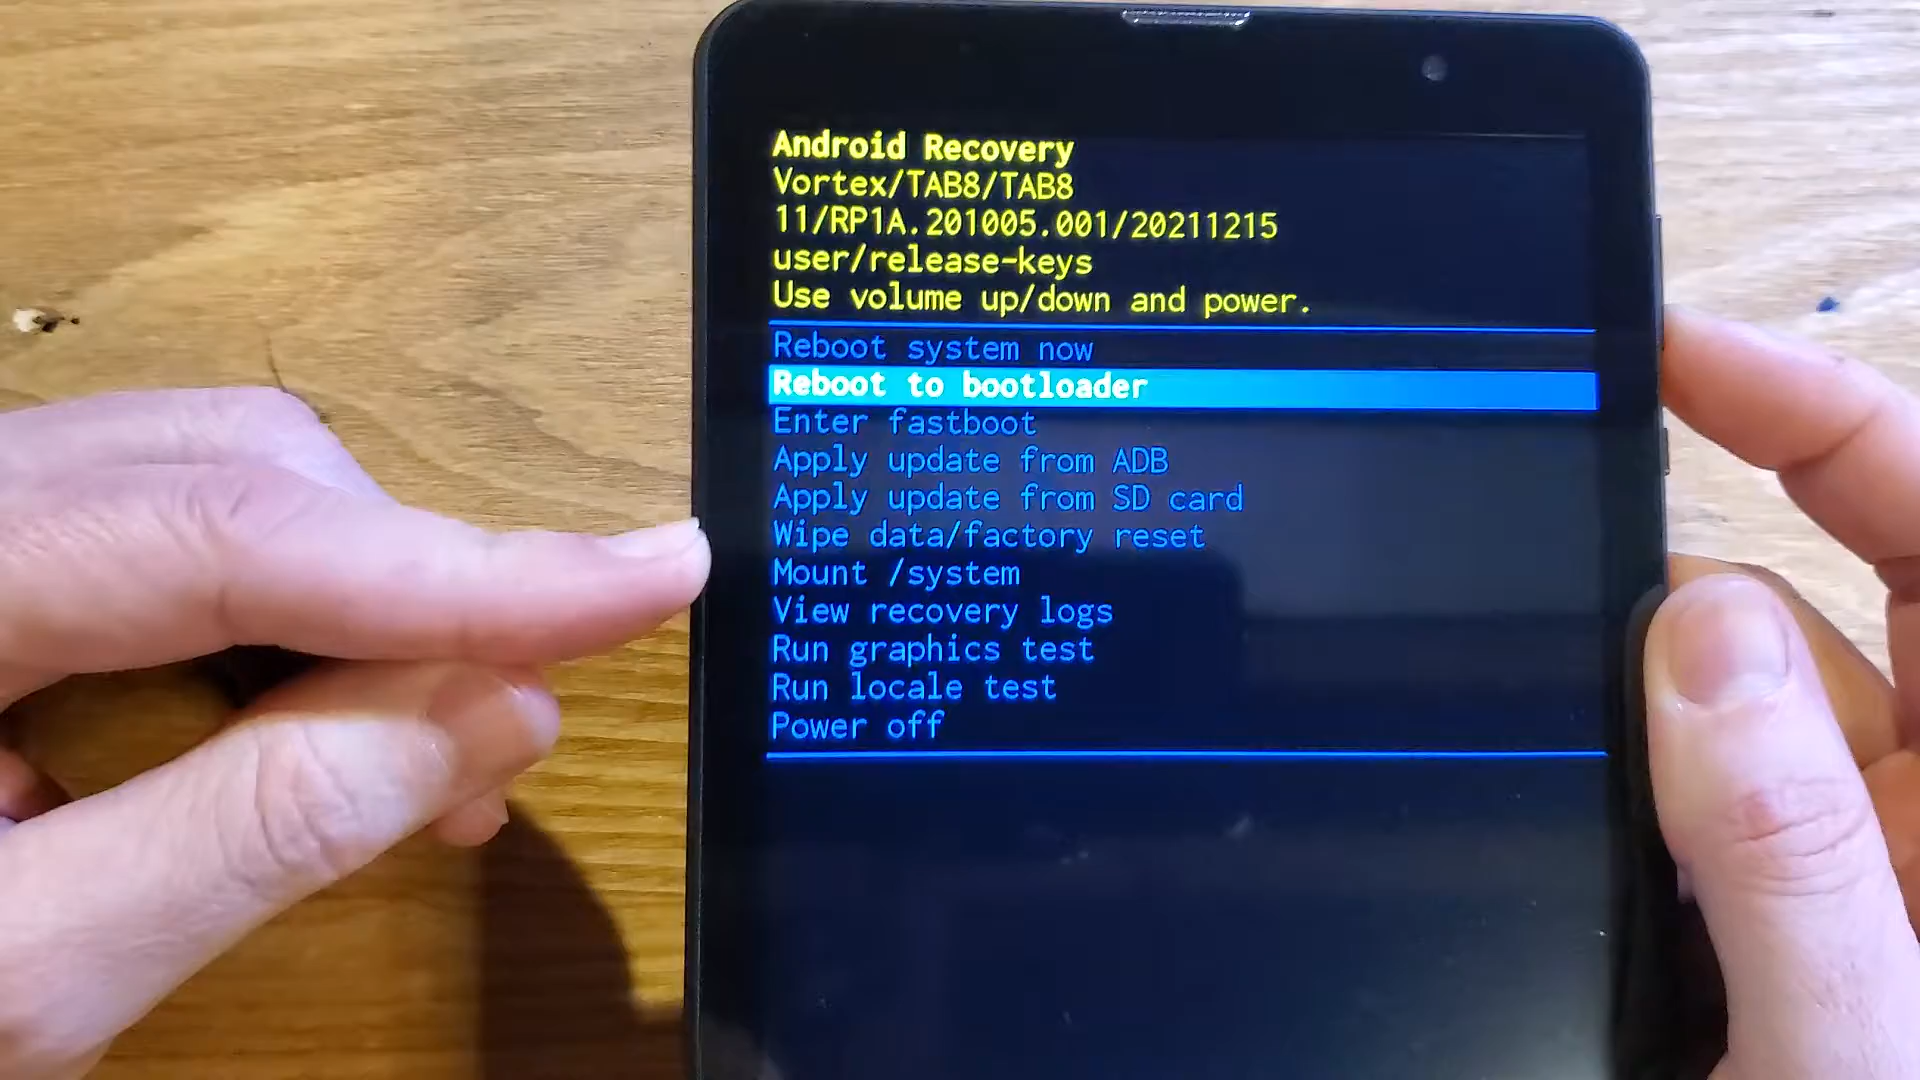 Android Recovery
Vortex/TAB8/TAB8
11/RP1A.201005.001/20211215
user/release-keys
Use volume up/down and power.
Reboot system now
Reboot to bootloader
Enter fastboot
Apply update from ADB
Apply update from SD card
Wipe data/factory reset
Mount /system
View recovery logs
Run graphics test
Run locale test
Power off